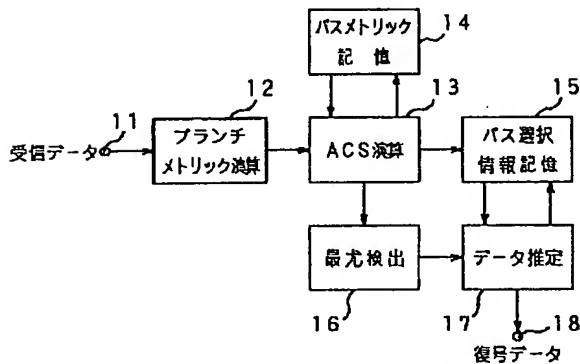 パスメトリック
記憶
14
12
13
15
11
受信データ
ブランチ
メトリック演算
ACS演算
パス選択
情報記憶
最尤検出
データ推定
16
17
18
復号データ